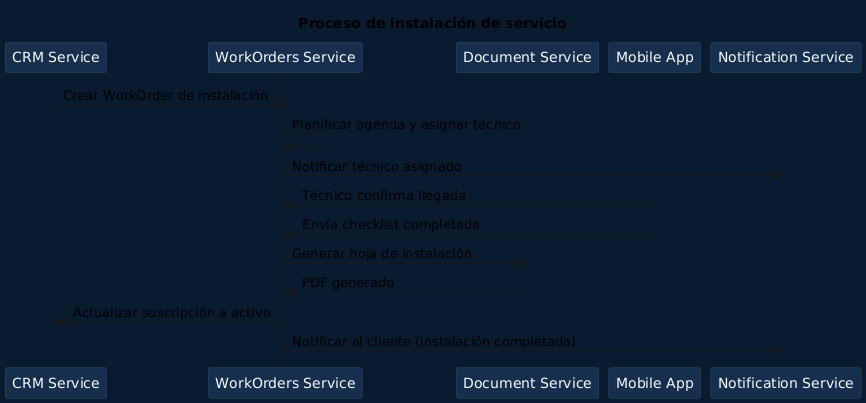 Proceso de instalación de servicio
CRM Service
WorkOrders Service
Document Service
Mobile App
Notification Service
Crear WorkOrder de instalación
Planificar agenda y asignar técnico
Notificar técnico asignado
Técnico confirma llegada
Envía checklist completada
Generar hoja de instalación
PDF generado
Actualizar suscripción a activo
Notificar al cliente (instalación completada)
CRM Service
WorkOrders Service
Document Service
Mobile App
Notification Service